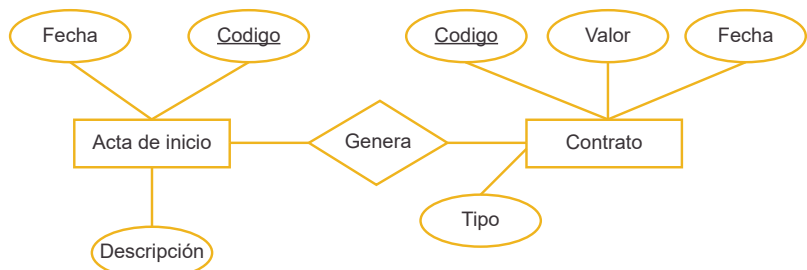 Fecha
Codigo
Codigo
Valor
Fecha
Acta de inicio
Genera
Contrato
Tipo
Descripción